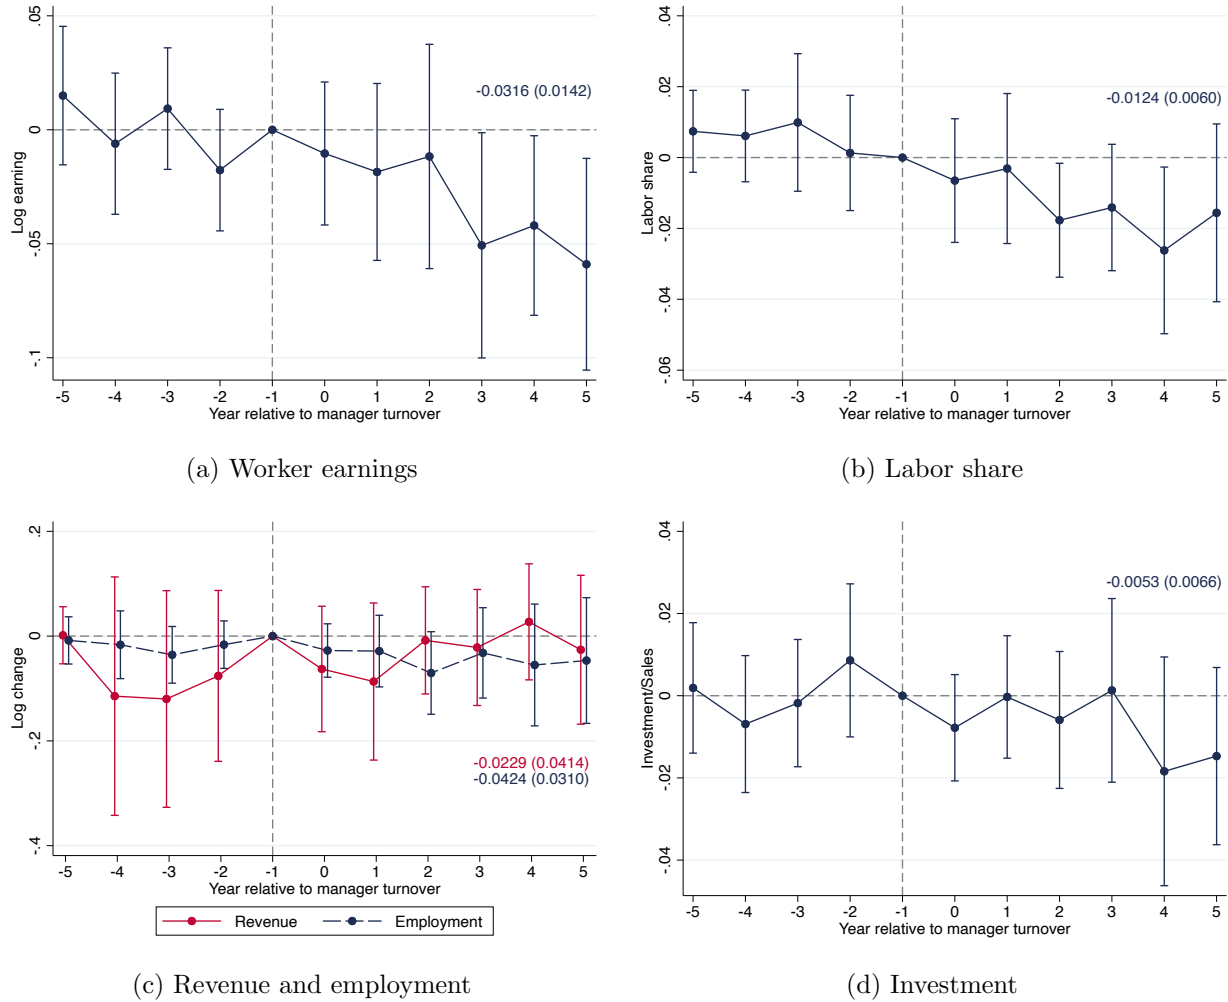 .05
0
-.05
-.1
Log earning
-0.0316 (0.0142)
-5 -4 -3 -2 -1 0 1 2 3 4 5
Year relative to manager turnover
(a) Worker earnings
.04
.02
0
-.02
-.04
-.06
Labor share
-0.0124 (0.0060)
-5 -4 -3 -2 -1 0 1 2 3 4 5
Year relative to manager turnover
(b) Labor share
.2
0
-.2
-.4
Log change
-0.0229 (0.0414)
-0.0424 (0.0310)
-5 -4 -3 -2 -1 0 1 2 3 4 5
Year relative to manager turnover
Revenue Employment
(c) Revenue and employment
.04
.02
0
-.02
-.04
Investment/Sales
-0.0053 (0.0066)
-5 -4 -3 -2 -1 0 1 2 3 4 5
Year relative to manager turnover
(d) Investment